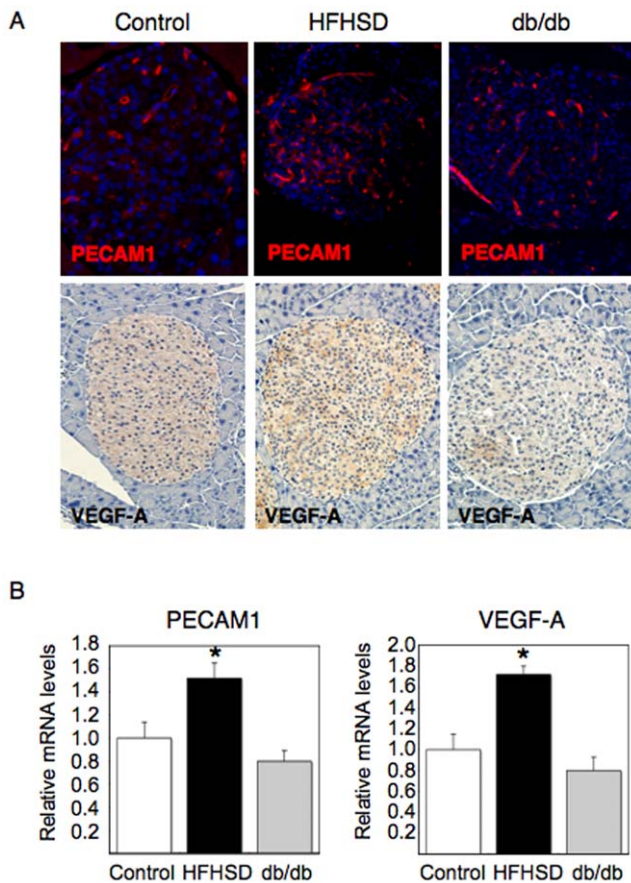 A
Control HFHSD db/db
PECAM1 PECAM1 PECAM1
VEGF-A VEGF-A VEGF-A
B
PECAM1
Relative mRNA levels
1.8
1.6
1.4
1.2
1.0
0.8
0.6
0.4
0.2
*
Control HFHSD db/db
VEGF-A
Relative mRNA levels
2.0
1.8
1.6
1.4
1.2
1.0
0.8
0.6
0.4
0.2
*
Control HFHSD db/db